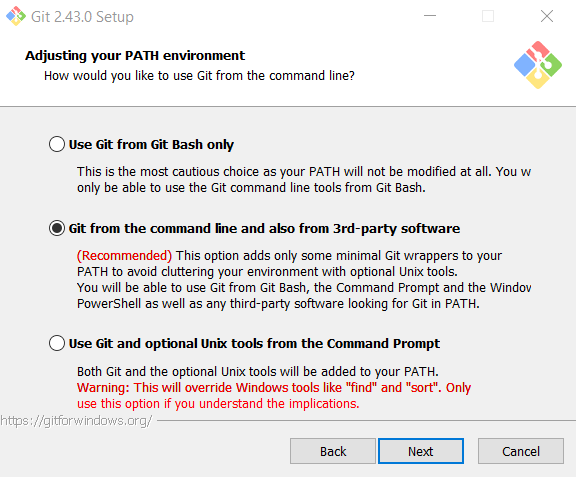 Git 2.43.0 Setup
Adjusting your PATH environment
How would you like to use Git from the command line?
Use Git from Git Bash only
This is the most cautious choice as your PATH will not be modified at all. You w
only be able to use the Git command line tools from Git Bash.
Git from the command line and also from 3rd-party software
(Recommended) This option adds only some minimal Git wrappers to your
PATH to avoid cluttering your environment with optional Unix tools.
You will be able to use Git from Git Bash, the Command Prompt and the Window
PowerShell as well as any third-party software looking for Git in PATH.
Use Git and optional Unix tools from the Command Prompt
Both Git and the optional Unix tools will be added to your PATH.
Warning: This will override Windows tools like "find" and "sort". Only
use this option if you understand the implications.
https://gitforwindows.org/
Back
Next
Cancel